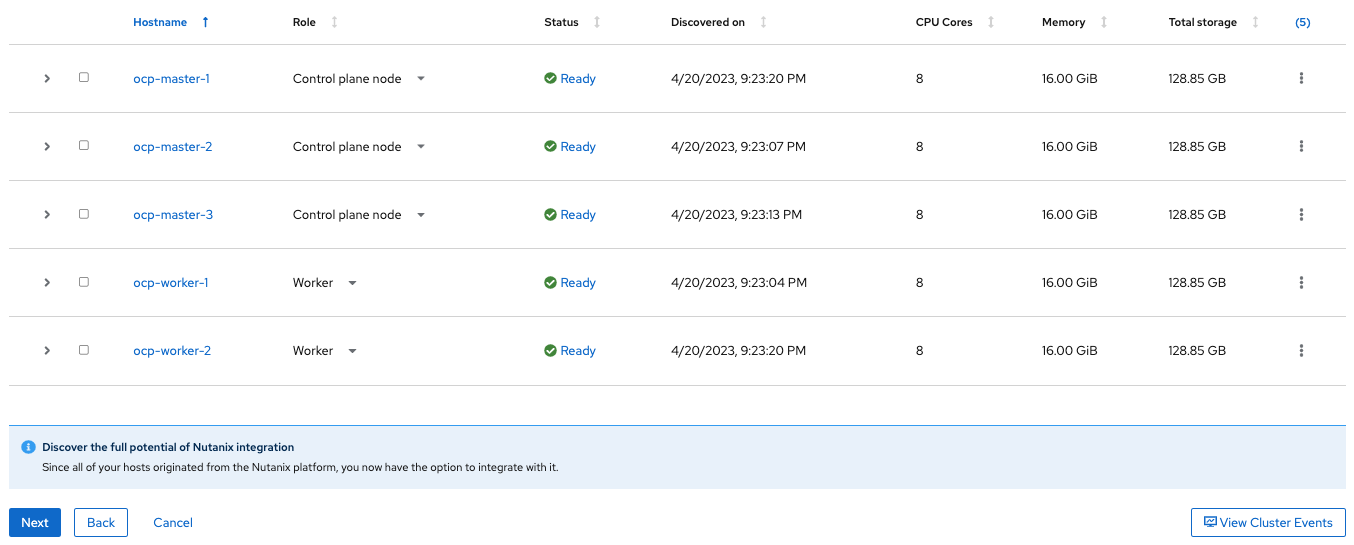 Hostname Role Status Discovered on CPU Cores Memory Total storage (5)
ocp-master-1 Control plane node Ready 4/20/2023, 9:23:20 PM 8 16.00 GiB 128.85 GB
ocp-master-2 Control plane node Ready 4/20/2023, 9:23:07 PM 8 16.00 GiB 128.85 GB
ocp-master-3 Control plane node Ready 4/20/2023, 9:23:13 PM 8 16.00 GiB 128.85 GB
ocp-worker-1 Worker Ready 4/20/2023, 9:23:04 PM 8 16.00 GiB 128.85 GB
ocp-worker-2 Worker Ready 4/20/2023, 9:23:20 PM 8 16.00 GiB 128.85 GB
Discover the full potential of Nutanix integration
Since all of your hosts originated from the Nutanix platform, you now have the option to integrate with it.
Next Back Cancel View Cluster Events